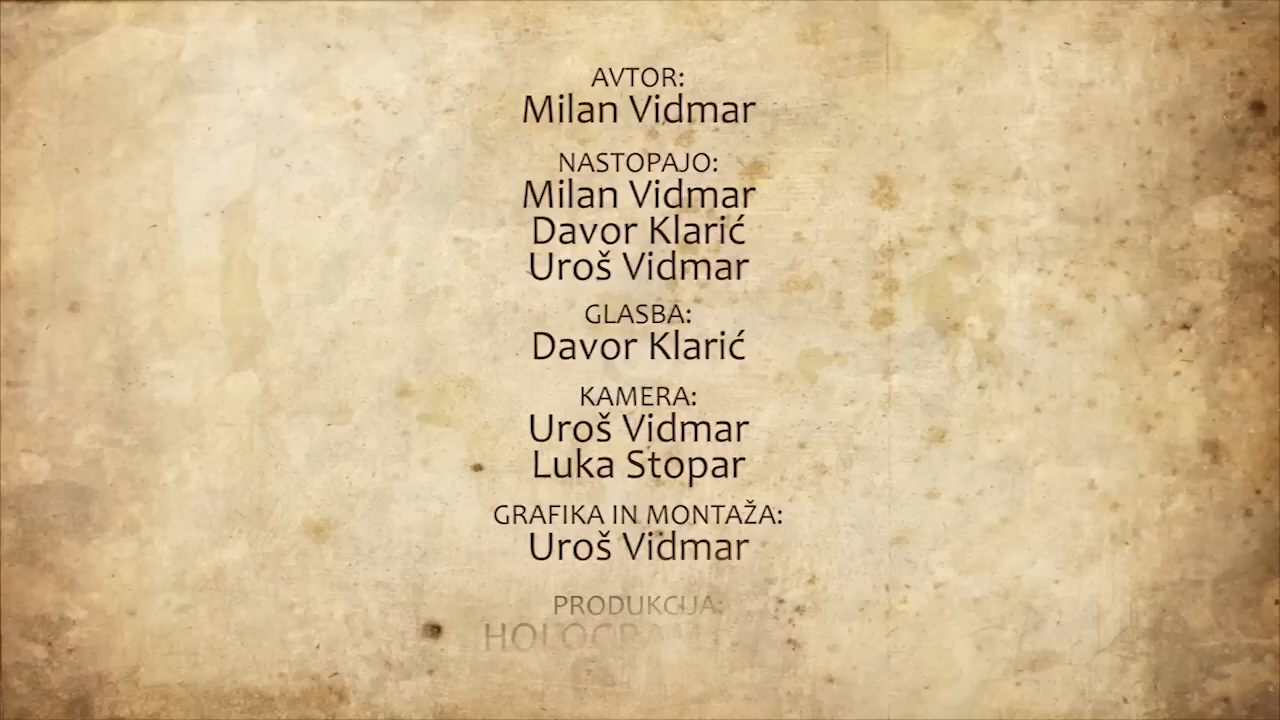 AVTOR:
Milan Vidmar
NASTOPAJO:
Milan Vidmar
Davor Klarić
Uroš Vidmar
GLASBA:
Davor Klarić
KAMERA:
Uroš Vidmar
Luka Stopar
GRAFIKA IN MONTAŽA:
Uroš Vidmar
PRODUKCIJA: